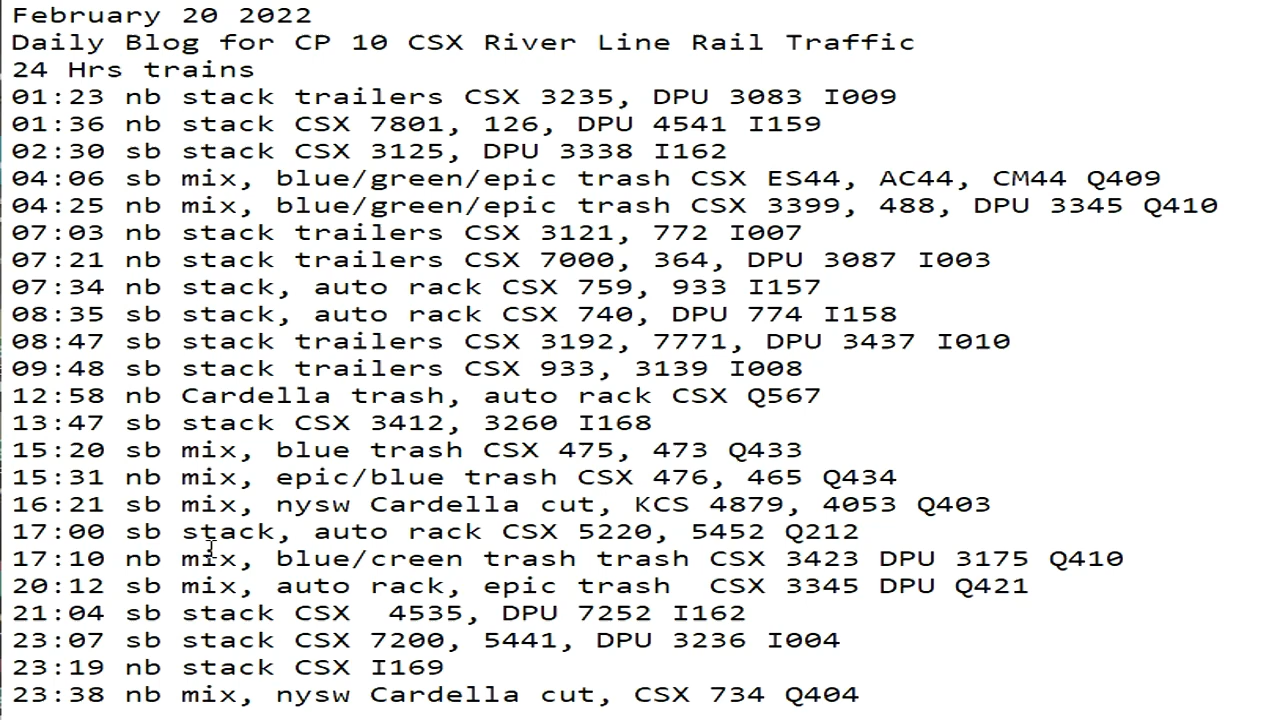 February 20 2022
Daily Blog for CP 10 CSX River Line Rail Traffic
24 Hrs trains
01:23 nb stack trailers CSX 3235, DPU 3083 I009
01:36 nb stack CSX 7801, 126, DPU 4541 I159
02:30 sb stack CSX 3125, DPU 3338 I162
04:06 sb mix, blue/green/epic trash CSX ES44, AC44, CM44 Q409
04:25 nb mix, blue/green/epic trash CSX 3399, 488, DPU 3345 Q410
07:03 nb stack trailers CSX 3121, 772 I007
07:21 nb stack trailers CSX 7000, 364, DPU 3087 I003
07:34 nb stack, auto rack CSX 759, 933 I157
08:35 sb stack, auto rack CSX 740, DPU 774 I158
08:47 sb stack trailers CSX 3192, 7771, DPU 3437 I010
09:48 sb stack trailers CSX 933, 3139 I008
12:58 nb Cardella trash, auto rack CSX Q567
13:47 sb stack CSX 3412, 3260 I168
15:20 sb mix, blue trash CSX 475, 473 Q433
15:31 nb mix, epic/blue trash CSX 476, 465 Q434
16:21 sb mix, nysw Cardella cut, KCS 4879, 4053 Q403
17:00 sb stack, auto rack CSX 5220, 5452 Q212
17:10 nb mix, blue/creen trash trash CSX 3423 DPU 3175 Q410
20:12 sb mix, auto rack, epic trash  CSX 3345 DPU Q421
21:04 sb stack CSX  4535, DPU 7252 I162
23:07 sb stack CSX 7200, 5441, DPU 3236 I004
23:19 nb stack CSX I169
23:38 nb mix, nysw Cardella cut, CSX 734 Q404